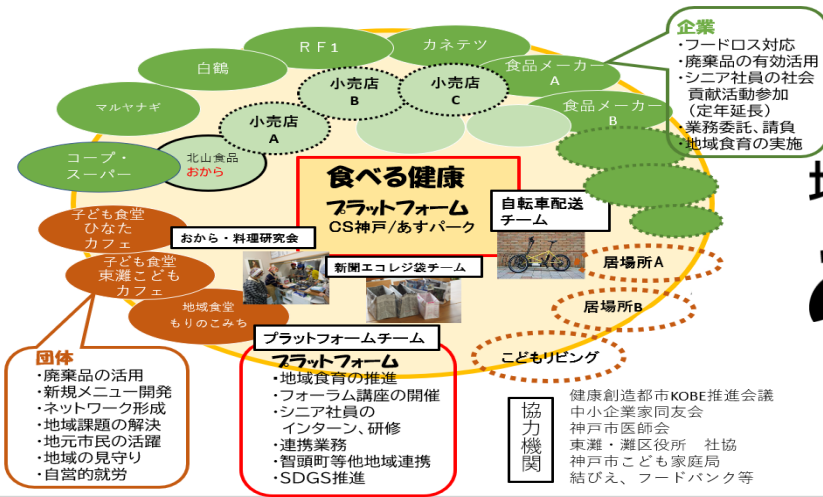 RF1
カネテツ
白鶴
食品メーカー
A
マルヤナギ
食品メーカー
B
小売店
A
小売店
B
小売店
C
コープ・
スーパー
北山食品
おから
企業
・フードロス対応
・廃棄品の有効活用
・シニア社員の社会
貢献活動参加
(定年延長)
・業務委託、請負
・地域食育の実施
食べる健康
プラットフォーム
CS神戸/あすパーク
自転車配送
チーム
おから・料理研究会
新聞エコレジ袋チーム
子ども食堂
ひなた
カフェ
子ども食堂
東灘こども
カフェ
地域食堂
もりのこみち
居場所A
居場所B
こどもリビング
団体
・廃棄品の活用
・新規メニュー開発
・ネットワーク形成
・地域課題の解決
・地元市民の活躍
・地域の見守り
・自営的就労
プラットフォームチーム
プラットフォーム
・地域食育の推進
・フォーラム講座の開催
・シニア社員の
インターン、研修
・連携業務
・智頭町等他地域連携
・SDGS推進
協力機関
健康創造都市KOBE推進会議
中小企業家同友会
神戸市医師会
東灘・灘区役所 社協
神戸市こども家庭局
結びえ、フードバンク等